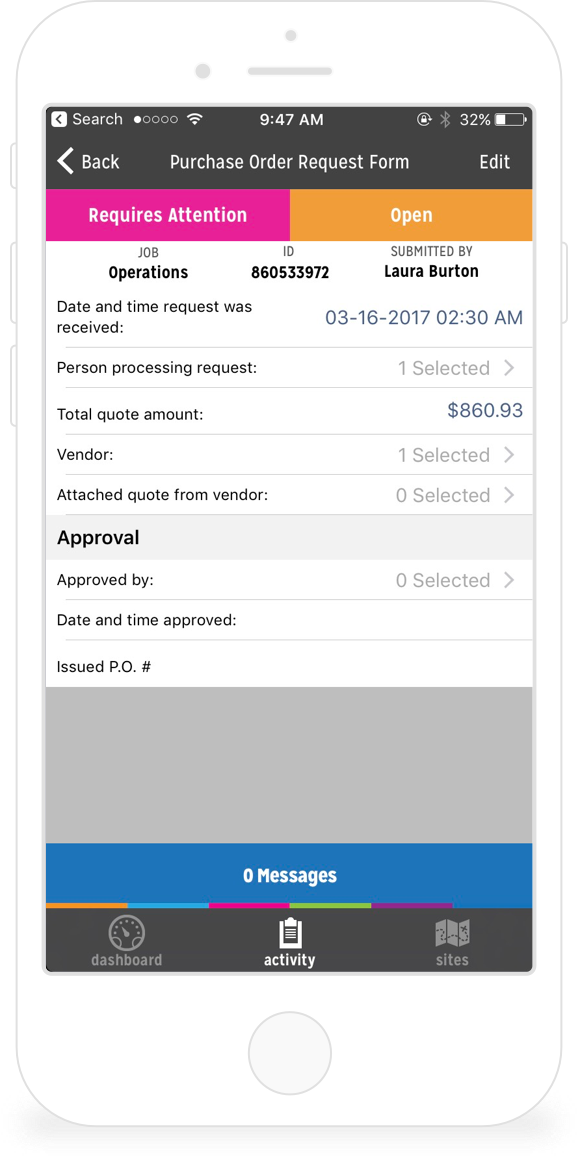 Search 9:47 AM 32%
Back Purchase Order Request Form Edit
Requires Attention Open
JOB ID SUBMITTED BY
Operations 860533972 Laura Burton
Date and time request was
received: 03-16-2017 02:30 AM
Person processing request: 1 Selected
Total quote amount: $860.93
Vendor: 1 Selected
Attached quote from vendor: 0 Selected
Approval
Approved by: 0 Selected
Date and time approved:
Issued P.O. #
0 Messages
dashboard activity sites